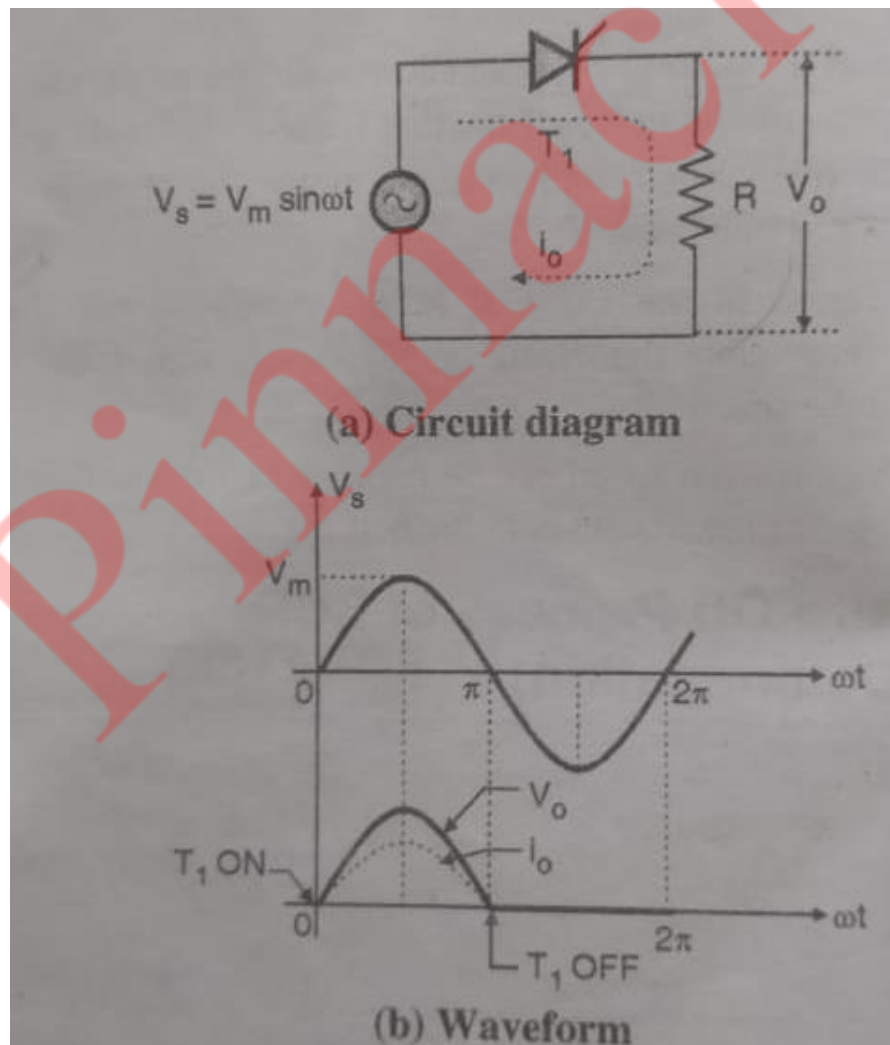 T₁
Vₛ = Vₘ sinωt
R
Vₒ
iₒ
(a) Circuit diagram
Vₛ
Vₘ
0
π
2π
ωt
Vₒ
iₒ
T₁ ON
0
2π
ωt
T₁ OFF
(b) Waveform
Pinnacl